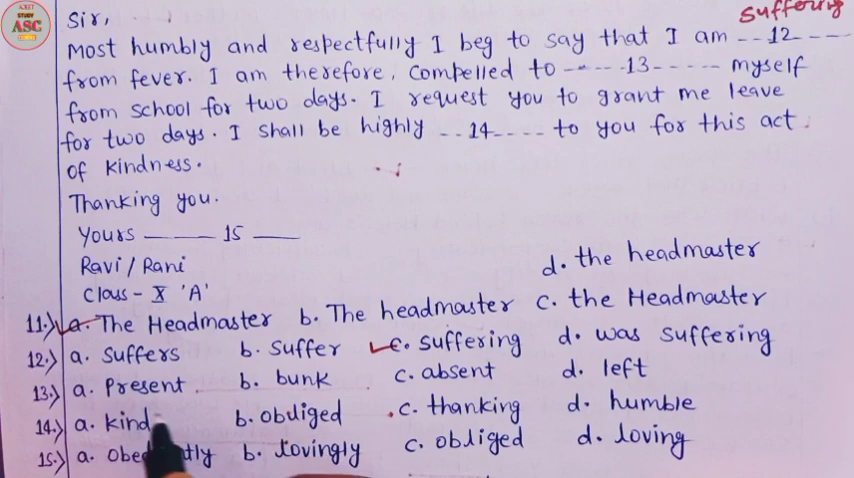 AXIT
STUDY
ASC
suffering
Sir,
Most humbly and respectfully I beg to say that I am --12---
from fever. I am therefore, compelled to ----13----- myself
from school for two days. I request you to grant me leave
for two days. I shall be highly --14---- to you for this act.
of kindness.
Thanking you.
Yours ____ 15 ____
Ravi / Rani
Class - X 'A'
d. the headmaster
11.) a. The Headmaster b. The headmaster c. the Headmaster
12.) a. suffers b. suffer c. suffering d. was suffering
13.) a. Present b. bunk c. absent d. left
14.) a. kind b. obliged c. thanking d. humble
15.) a. b. lovingly c. obliged d. loving